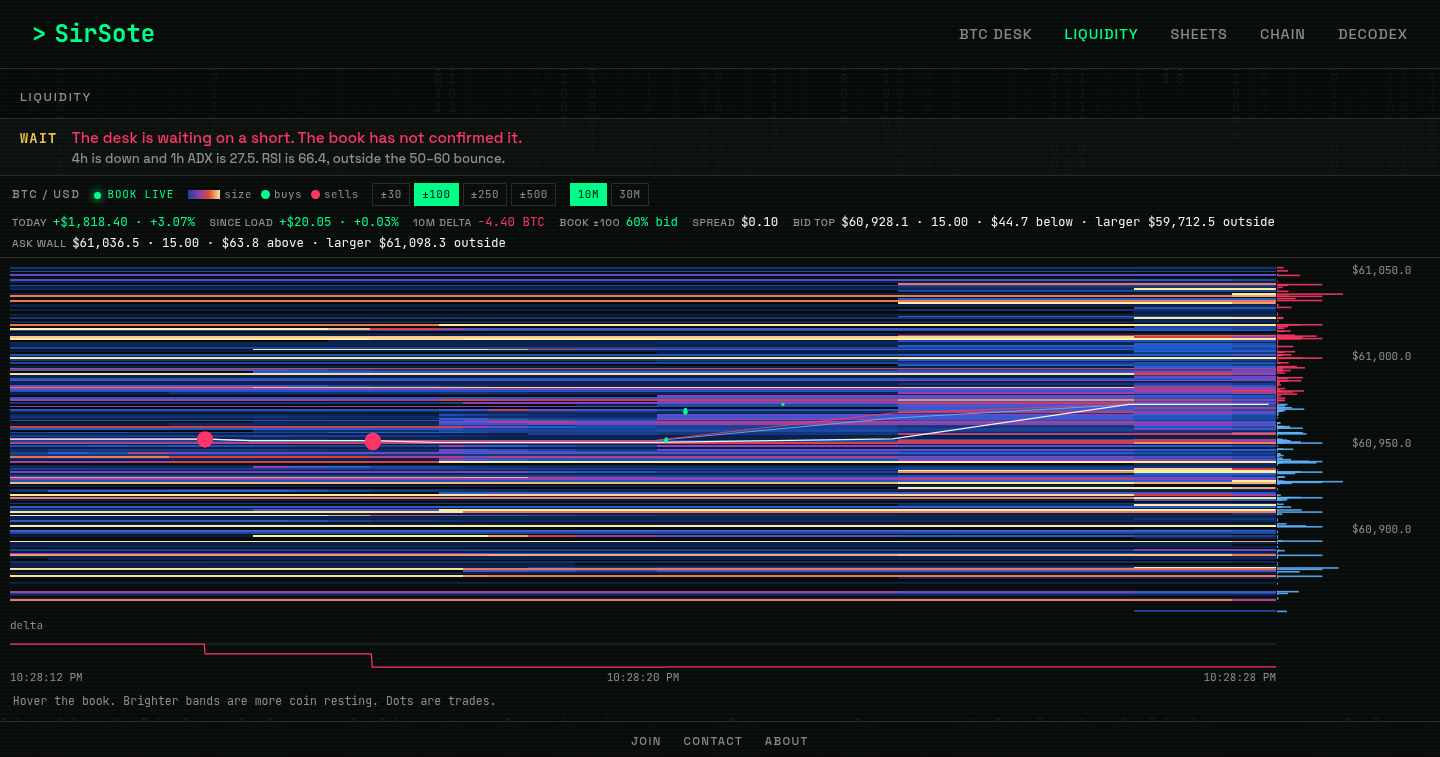 > SirSote
BTC DESK LIQUIDITY SHEETS CHAIN DECODEX
LIQUIDITY
WAIT The desk is waiting on a short. The book has not confirmed it.
4h is down and 1h ADX is 27.5. RSI is 66.4, outside the 50–60 bounce.
BTC / USD BOOK LIVE size buys sells ±30 ±100 ±250 ±500 10M 30M
TODAY +$1,818.40 · +3.07% SINCE LOAD +$20.05 · +0.03% 10M DELTA -4.40 BTC BOOK ±100 60% bid SPREAD $0.10 BID TOP $60,928.1 · 15.00 · $44.7 below · larger $59,712.5 outside
ASK WALL $61,036.5 · 15.00 · $63.8 above · larger $61,098.3 outside
$61,050.0
$61,000.0
$60,950.0
$60,900.0
delta
10:28:12 PM 10:28:20 PM 10:28:28 PM
Hover the book. Brighter bands are more coin resting. Dots are trades.
JOIN CONTACT ABOUT